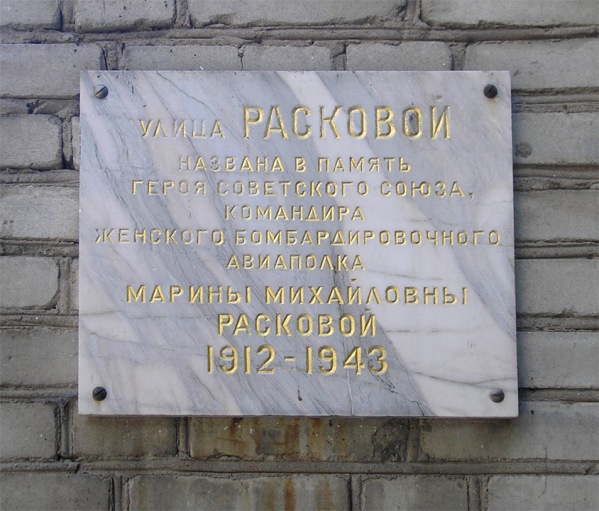 УЛИЦА РАСКОВОЙ
НАЗВАНА В ПАМЯТЬ
ГЕРОЯ СОВЕТСКОГО СОЮЗА,
КОМАНДИРА
ЖЕНСКОГО БОМБАРДИРОВОЧНОГО
АВИАПОЛКА
МАРИНЫ МИХАЙЛОВНЫ
РАСКОВОЙ
1912-1943